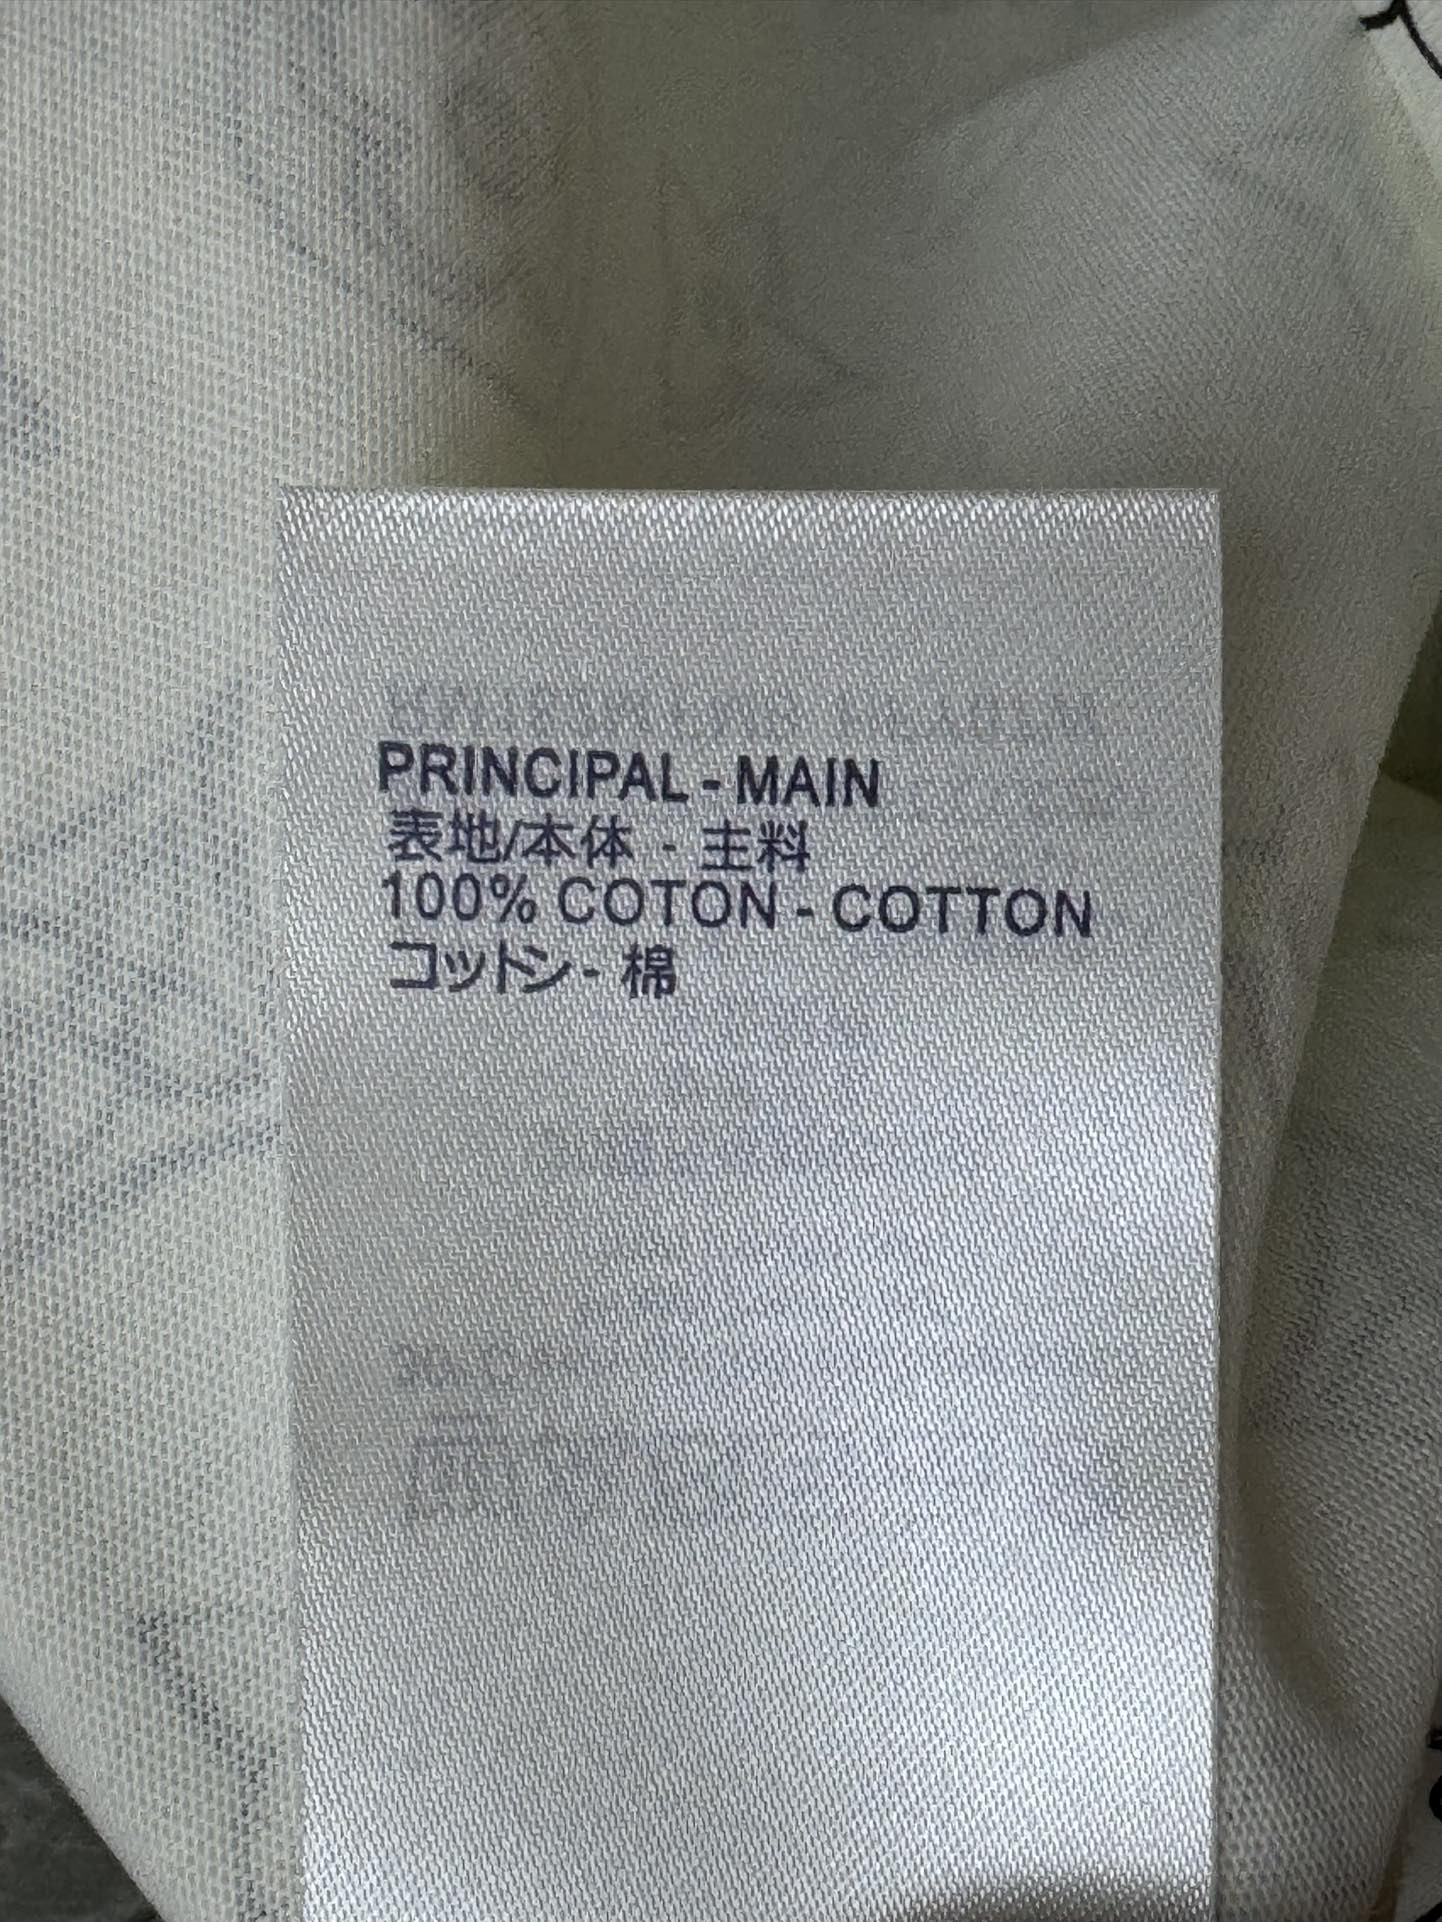 PRINCIPAL - MAIN
表地/本体 - 主料
100% COTON - COTTON
コットン - 棉